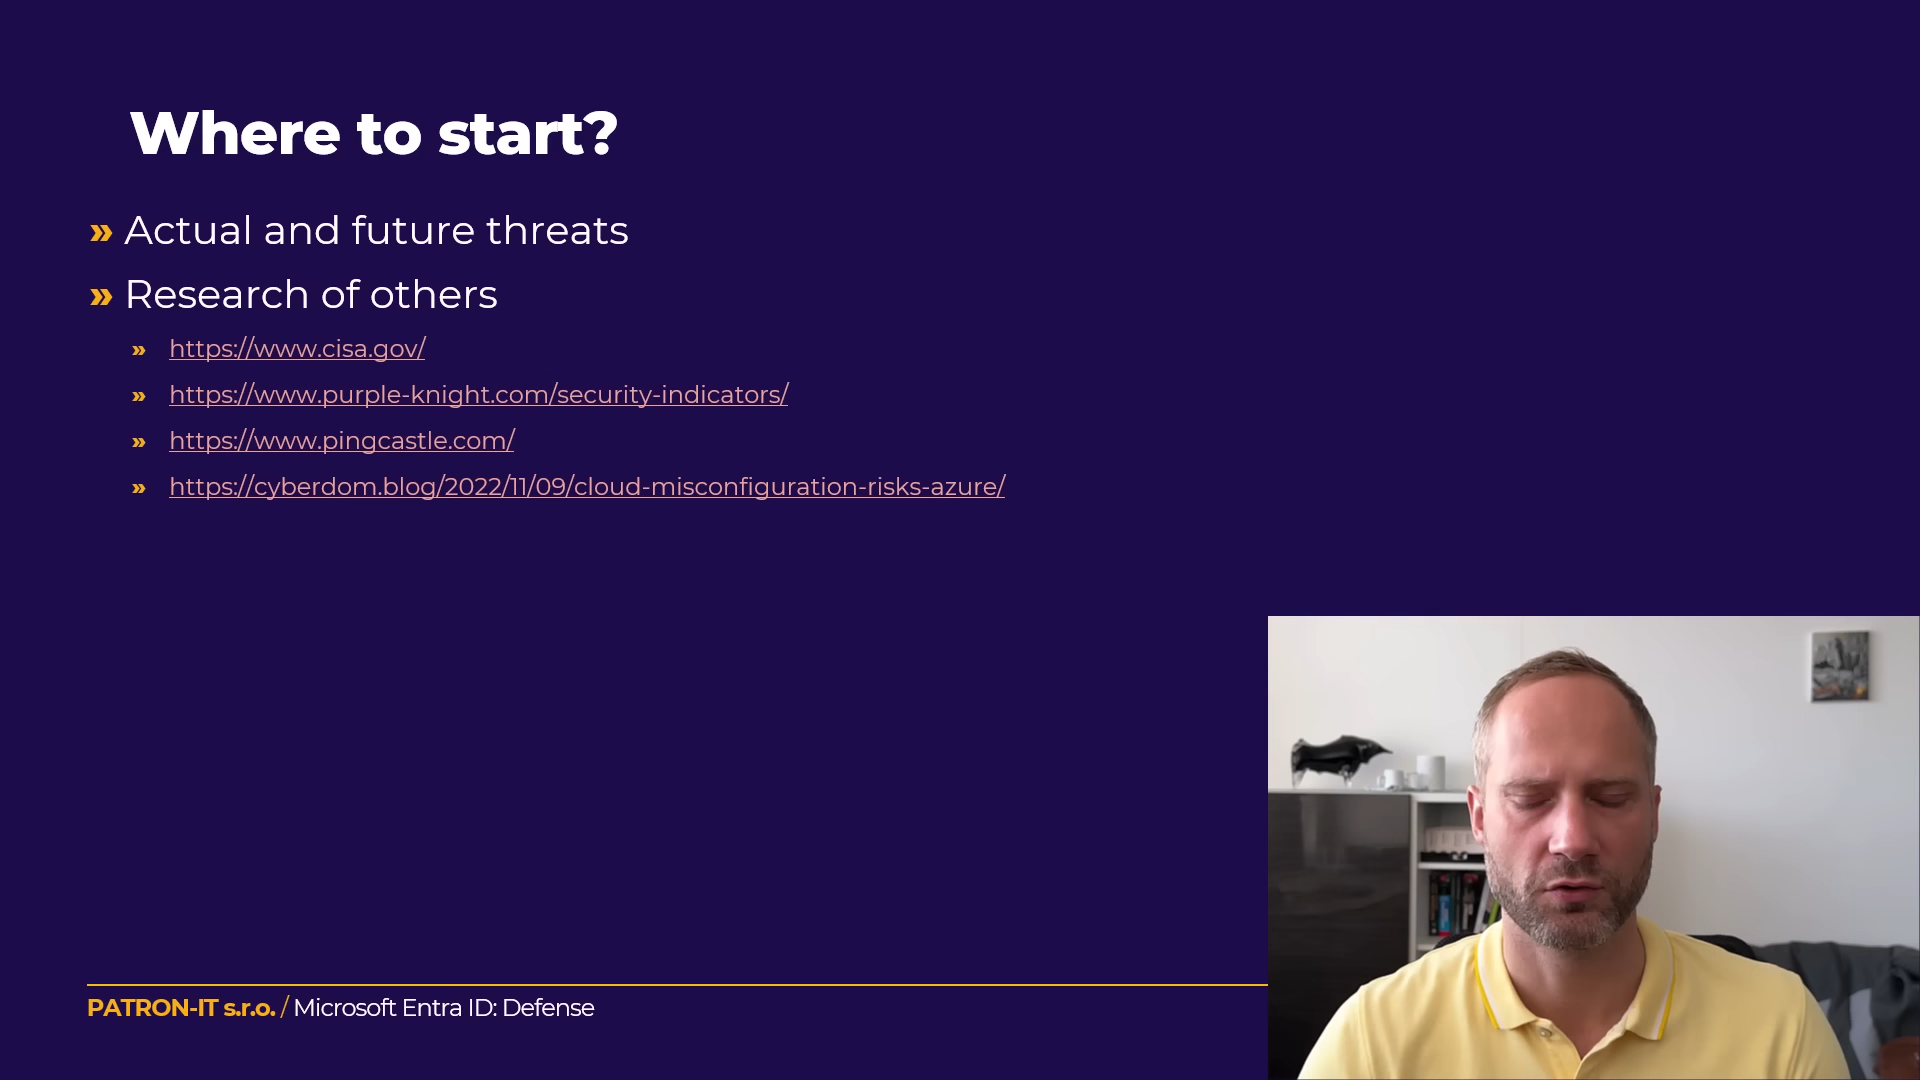 Where to start?
» Actual and future threats
» Research of others
» https://www.cisa.gov/
» https://www.purple-knight.com/security-indicators/
» https://www.pingcastle.com/
» https://cyberdom.blog/2022/11/09/cloud-misconfiguration-risks-azure/
PATRON-IT s.r.o. / Microsoft Entra ID: Defense